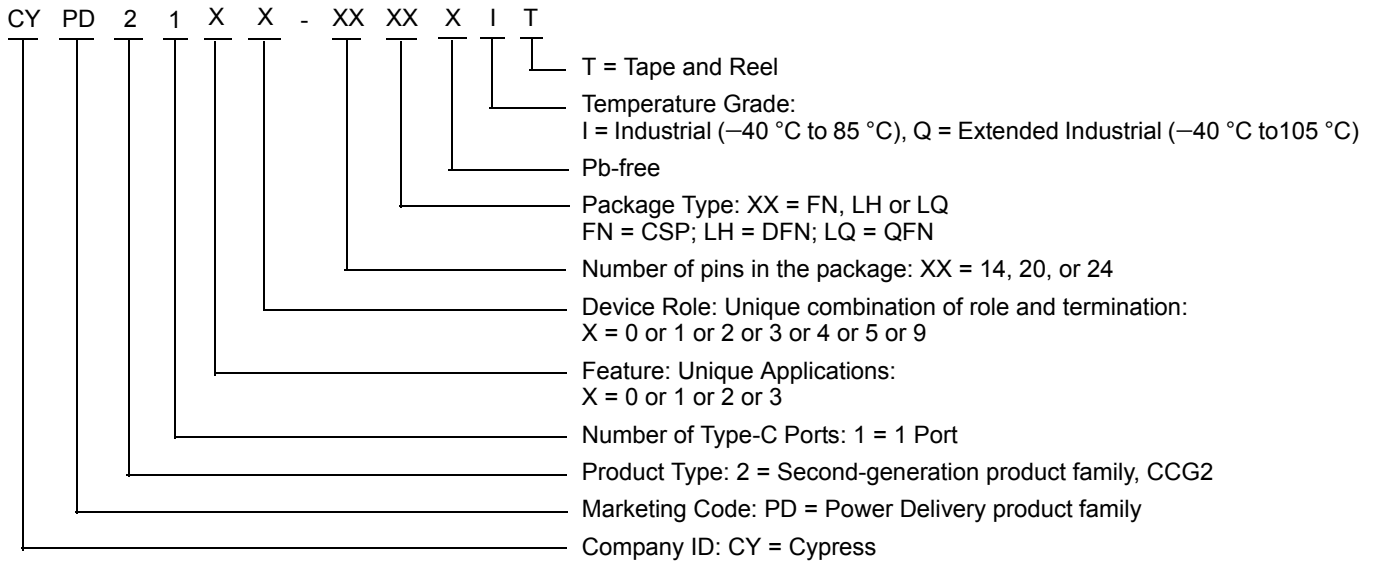 CY PD 2 1 X X - XX XX X I T
T = Tape and Reel
Temperature Grade:
I = Industrial (–40 °C to 85 °C), Q = Extended Industrial (–40 °C to105 °C)
Pb-free
Package Type: XX = FN, LH or LQ
FN = CSP; LH = DFN; LQ = QFN
Number of pins in the package: XX = 14, 20, or 24
Device Role: Unique combination of role and termination:
X = 0 or 1 or 2 or 3 or 4 or 5 or 9
Feature: Unique Applications:
X = 0 or 1 or 2 or 3
Number of Type-C Ports: 1 = 1 Port
Product Type: 2 = Second-generation product family, CCG2
Marketing Code: PD = Power Delivery product family
Company ID: CY = Cypress